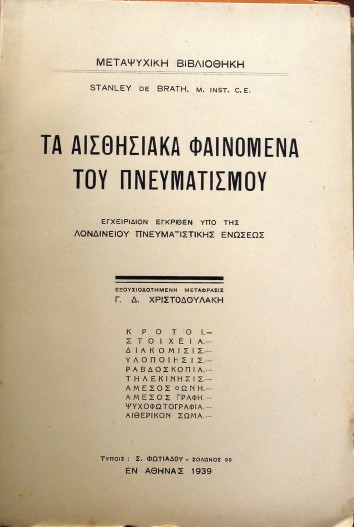 ΜΕΤΑΨΥΧΙΚΗ ΒΙΒΛΙΟΘΗΚΗ
STANLEY DE BRATH, M. INST. C. E.
ΤΑ ΑΙΣΘΗΣΙΑΚΑ ΦΑΙΝΟΜΕΝΑ
ΤΟΥ ΠΝΕΥΜΑΤΙΣΜΟΥ
ΕΓΧΕΙΡΙΔΙΟΝ ΕΓΚΡΙΘΕΝ ΥΠΟ ΤΗΣ
ΛΟΝΔΙΝΕΙΟΥ ΠΝΕΥΜΑΤΙΣΤΙΚΗΣ ΕΝΩΣΕΩΣ
ΕΞΟΥΣΙΟΔΟΤΗΜΕΝΗ ΜΕΤΑΦΡΑΣΙΣ
Γ. Δ. ΧΡΙΣΤΟΔΟΥΛΑΚΗ
ΚΡΟΤΟΙ.—
ΣΤΟΙΧΕΙΑ.—
ΔΙΑΚΟΜΙΣΙΣ.—
ΥΛΟΠΟΙΗΣΙΣ.—
ΡΑΒΔΟΣΚΟΠΙΑ.—
ΤΗΛΕΚΙΝΗΣΙΣ.—
ΑΜΕΣΟΣ ΦΩΝΗ.—
ΑΜΕΣΟΣ ΓΡΑΦΗ.—
ΨΥΧΟΦΩΤΟΓΡΑΦΙΑ.—
ΑΙΘΕΡΙΚΟΝ ΣΩΜΑ.—
ΤΥΠΟΙΣ: Σ. ΦΩΤΙΑΔΟΥ - ΣΟΛΩΝΟΣ 99
ΕΝ ΑΘΗΝΑΙΣ 1939